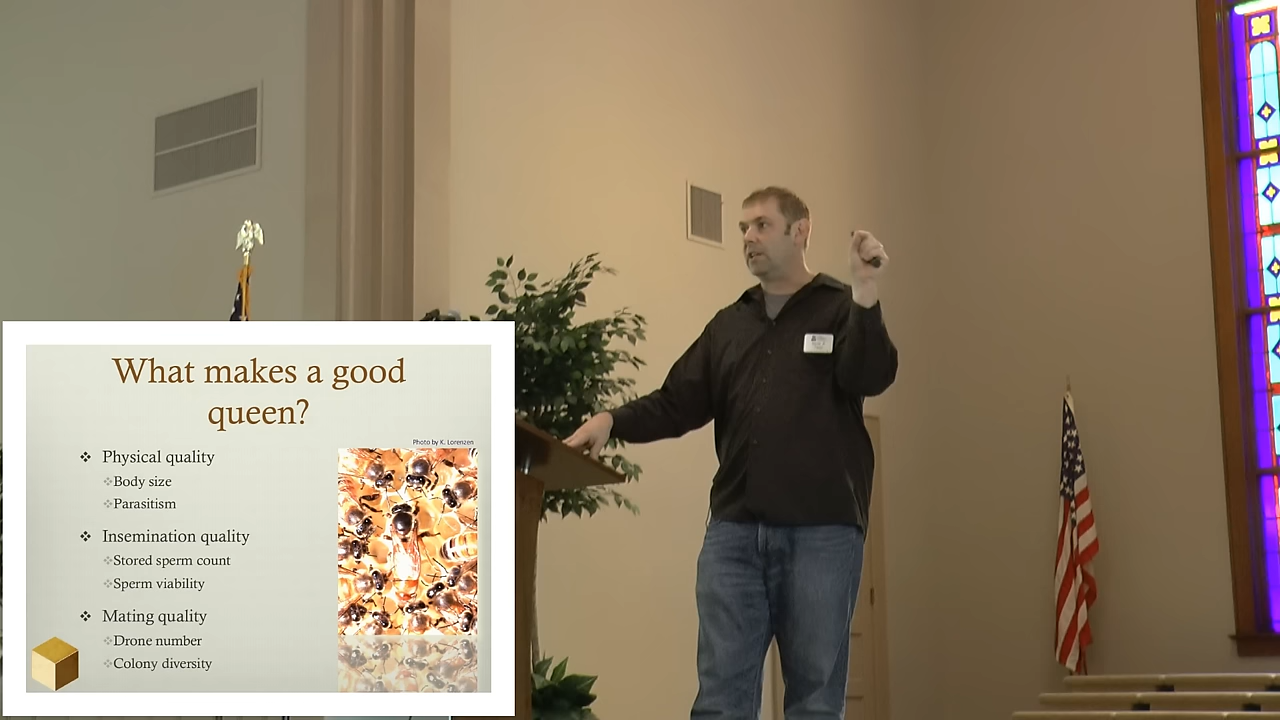 What makes a good
queen?
Photo by K. Lorenzen
❖ Physical quality
❖Body size
❖Parasitism
❖ Insemination quality
❖Stored sperm count
❖Sperm viability
❖ Mating quality
❖Drone number
❖Colony diversity